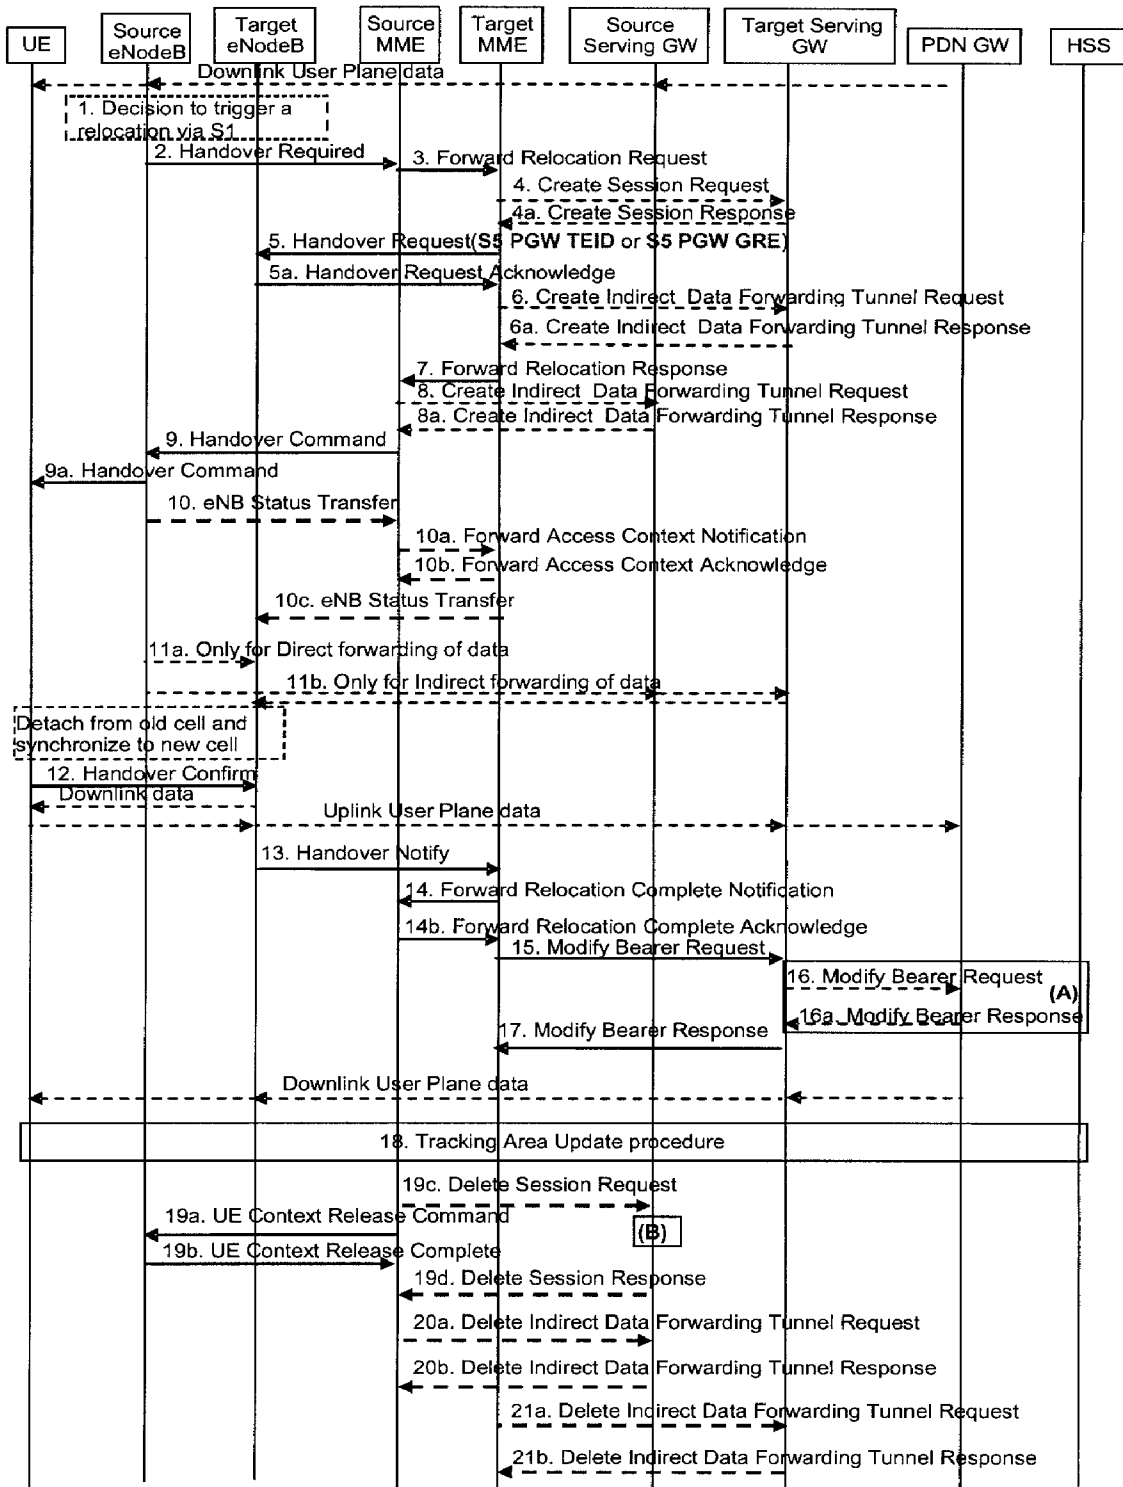 UE
Source
eNodeB
Target
eNodeB
Source
MME
Target
MME
Source
Serving GW
Target Serving
GW
PDN GW
HSS
Downlink User Plane data
1. Decision to trigger a
relocation via S1
2. Handover Required
3. Forward Relocation Request
4. Create Session Request
4a. Create Session Response
5. Handover Request(S5 PGW TEID or S5 PGW GRE)
5a. Handover Request Acknowledge
6. Create Indirect Data Forwarding Tunnel Request
6a. Create Indirect Data Forwarding Tunnel Response
7. Forward Relocation Response
8. Create Indirect Data Forwarding Tunnel Request
8a. Create Indirect Data Forwarding Tunnel Response
9. Handover Command
9a. Handover Command
10. eNB Status Transfer
10a. Forward Access Context Notification
10b. Forward Access Context Acknowledge
10c. eNB Status Transfer
11a. Only for Direct forwarding of data
11b. Only for Indirect forwarding of data
Detach from old cell and
synchronize to new cell
12. Handover Confirm
Downlink data
Uplink User Plane data
13. Handover Notify
14. Forward Relocation Complete Notification
14b. Forward Relocation Complete Acknowledge
15. Modify Bearer Request
16. Modify Bearer Request
(A)
16a. Modify Bearer Response
17. Modify Bearer Response
Downlink User Plane data
18. Tracking Area Update procedure
19c. Delete Session Request
19a. UE Context Release Command
(B)
19b. UE Context Release Complete
19d. Delete Session Response
20a. Delete Indirect Data Forwarding Tunnel Request
20b. Delete Indirect Data Forwarding Tunnel Response
21a. Delete Indirect Data Forwarding Tunnel Request
21b. Delete Indirect Data Forwarding Tunnel Response